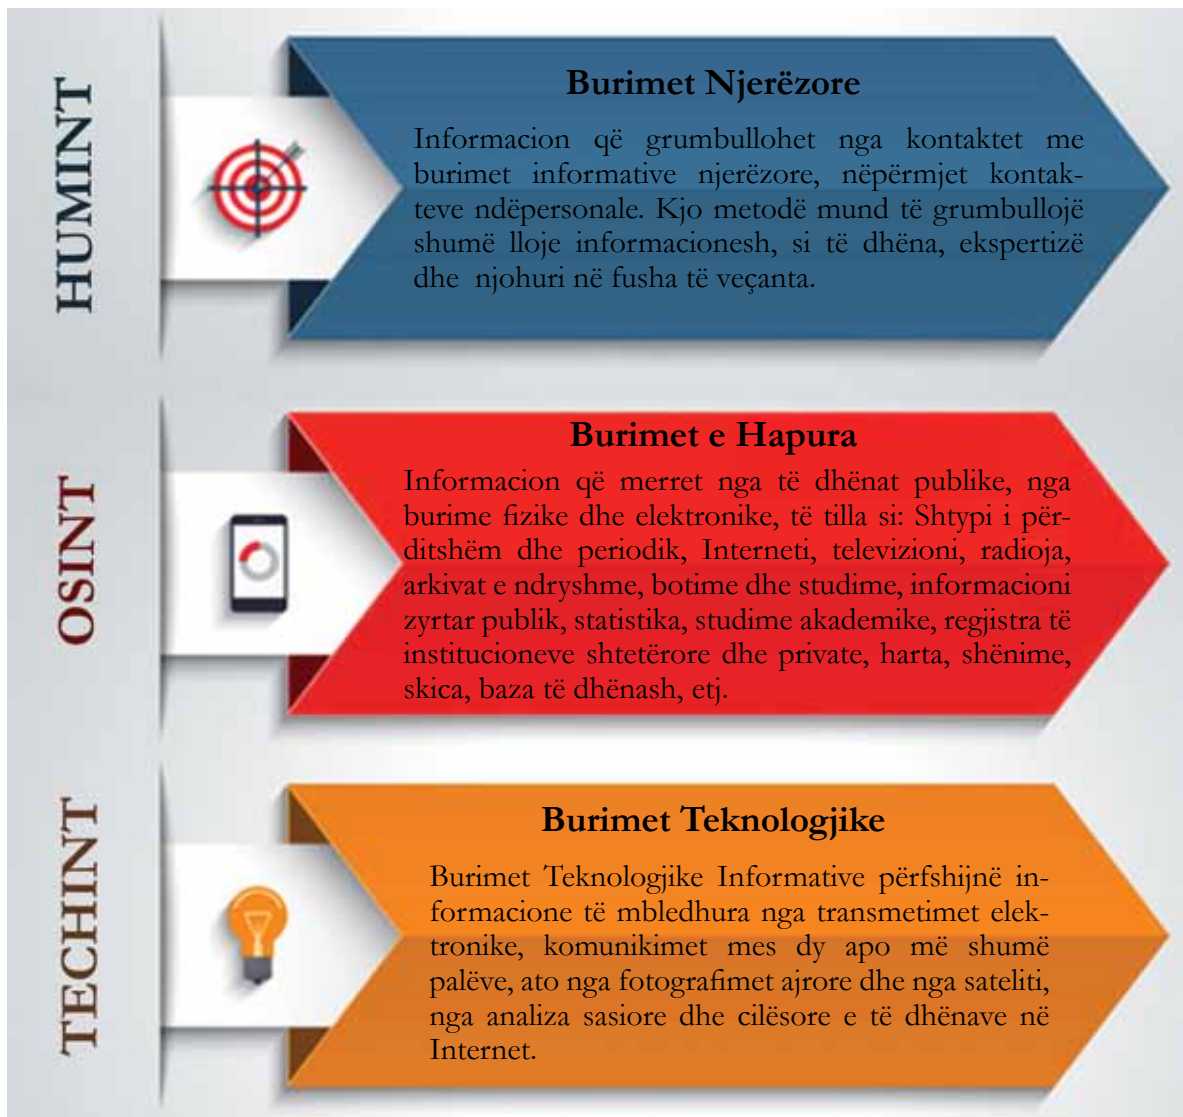 HUMINT
Burimet Njerëzore
Informacion që grumbullohet nga kontaktet me
burimet informative njerëzore, nëpërmjet kontak-
teve ndëpersonale. Kjo metodë mund të grumbullojë
shumë lloje informacionesh, si të dhëna, ekspertizë
dhe njohuri në fusha të veçanta.
OSINT
Burimet e Hapura
Informacion që merret nga të dhënat publike, nga
burime fizike dhe elektronike, të tilla si: Shtypi i për-
ditshëm dhe periodik, Interneti, televizioni, radioja,
arkivat e ndryshme, botime dhe studime, informacioni
zyrtar publik, statistika, studime akademike, regjistra të
institucioneve shtetërore dhe private, harta, shënime,
skica, baza të dhënash, etj.
TECHINT
Burimet Teknologjike
Burimet Teknologjike Informative përfshijnë in-
formacione të mbledhura nga transmetimet elek-
tronike, komunikimet mes dy apo më shumë
palëve, ato nga fotografimet ajrore dhe nga sateliti,
nga analiza sasiore dhe cilësore e të dhënave në
Internet.